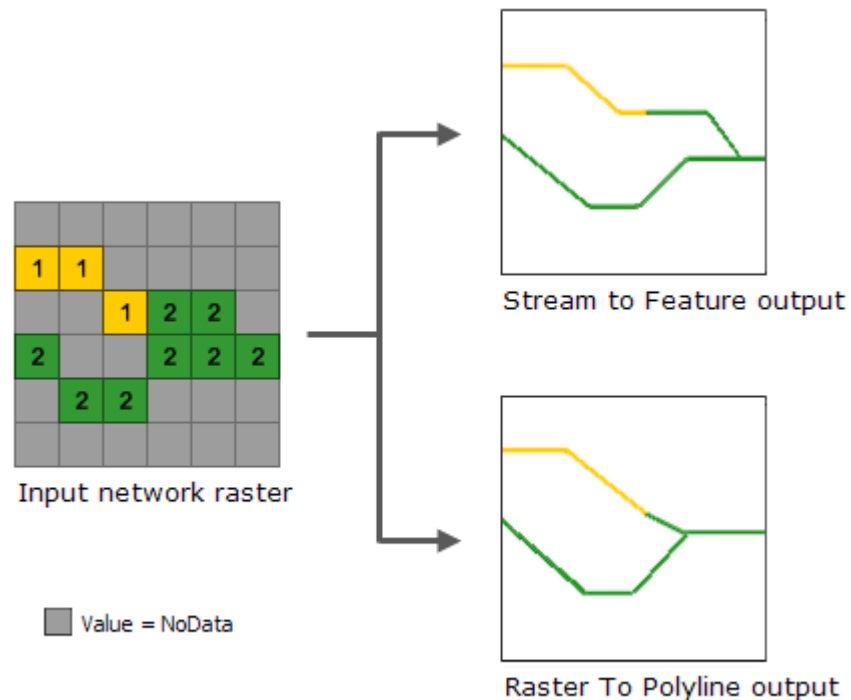 Stream to Feature output
1 1
1 2 2
2 2 2 2
2 2
Input network raster
Value = NoData
Raster To Polyline output